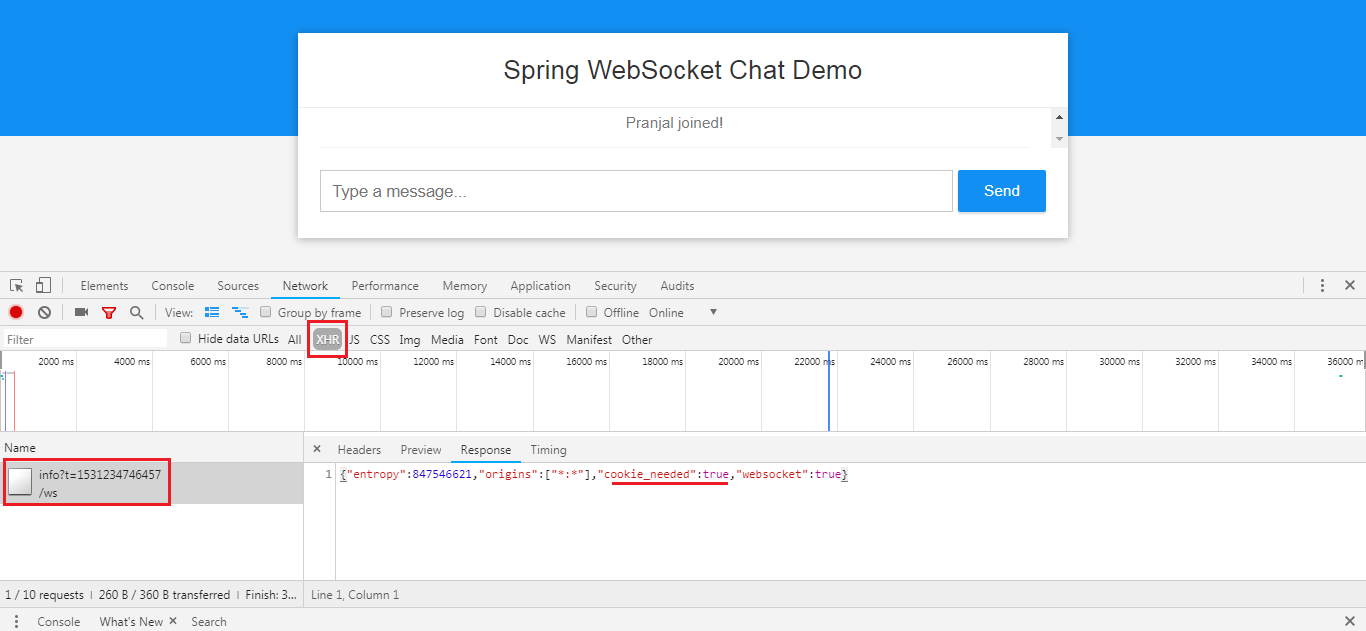 Spring WebSocket Chat Demo
Pranjal joined!
Type a message...
Send
Elements Console Sources Network Performance Memory Application Security Audits
View: Group by frame Preserve log Disable cache Offline Online
Filter Hide data URLs All XHR JS CSS Img Media Font Doc WS Manifest Other
2000 ms 4000 ms 6000 ms 8000 ms 10000 ms 12000 ms 14000 ms 16000 ms 18000 ms 20000 ms 22000 ms 24000 ms 26000 ms 28000 ms 30000 ms 32000 ms 34000 ms 36000 m
Name
Headers Preview Response Timing
info?t=1531234746457
/ws
1 {"entropy":847546621,"origins":["*:*"],"cookie_needed":true,"websocket":true}
1 / 10 requests | 260 B / 360 B transferred | Finish: 3...
Line 1, Column 1
Console What's New Search